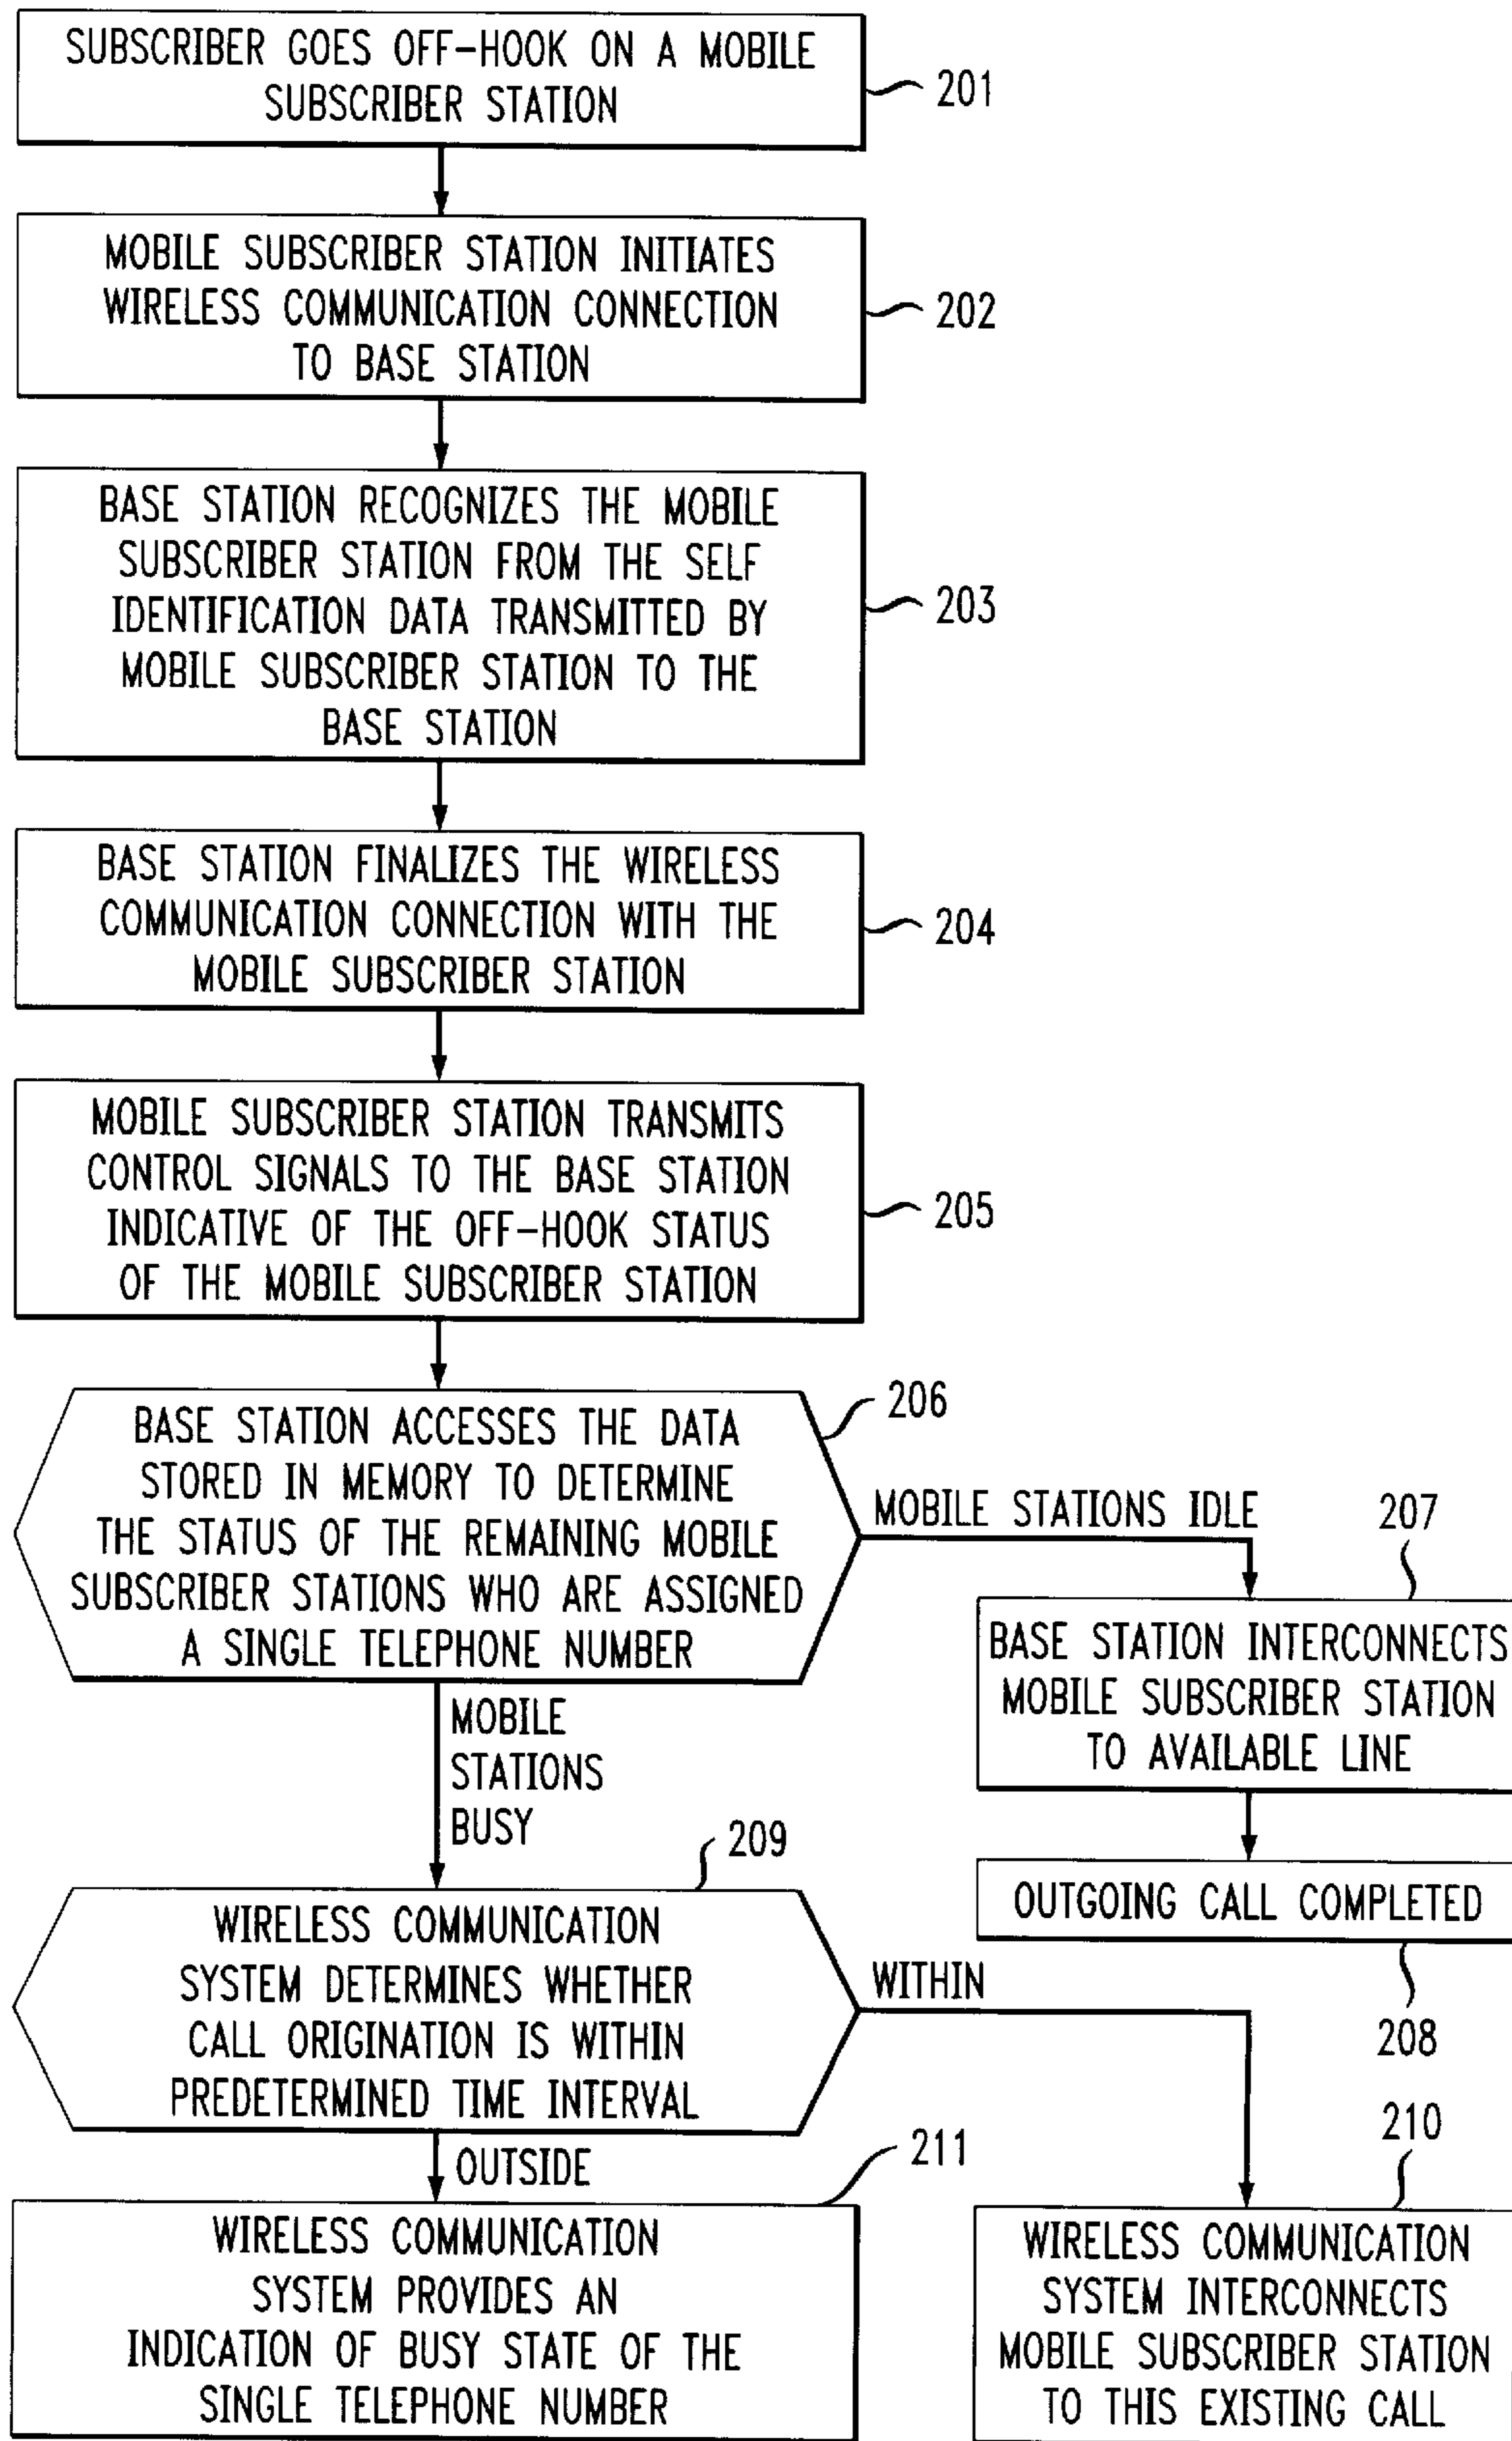 SUBSCRIBER GOES OFF-HOOK ON A MOBILE
SUBSCRIBER STATION
201
MOBILE SUBSCRIBER STATION INITIATES
WIRELESS COMMUNICATION CONNECTION
TO BASE STATION
202
BASE STATION RECOGNIZES THE MOBILE
SUBSCRIBER STATION FROM THE SELF
IDENTIFICATION DATA TRANSMITTED BY
MOBILE SUBSCRIBER STATION TO THE
BASE STATION
203
BASE STATION FINALIZES THE WIRELESS
COMMUNICATION CONNECTION WITH THE
MOBILE SUBSCRIBER STATION
204
MOBILE SUBSCRIBER STATION TRANSMITS
CONTROL SIGNALS TO THE BASE STATION
INDICATIVE OF THE OFF-HOOK STATUS
OF THE MOBILE SUBSCRIBER STATION
205
BASE STATION ACCESSES THE DATA
STORED IN MEMORY TO DETERMINE
THE STATUS OF THE REMAINING MOBILE
SUBSCRIBER STATIONS WHO ARE ASSIGNED
A SINGLE TELEPHONE NUMBER
206
MOBILE STATIONS IDLE
207
BASE STATION INTERCONNECTS
MOBILE SUBSCRIBER STATION
TO AVAILABLE LINE
OUTGOING CALL COMPLETED
208
MOBILE
STATIONS
BUSY
209
WIRELESS COMMUNICATION
SYSTEM DETERMINES WHETHER
CALL ORIGINATION IS WITHIN
PREDETERMINED TIME INTERVAL
WITHIN
210
WIRELESS COMMUNICATION
SYSTEM INTERCONNECTS
MOBILE SUBSCRIBER STATION
TO THIS EXISTING CALL
OUTSIDE
211
WIRELESS COMMUNICATION
SYSTEM PROVIDES AN
INDICATION OF BUSY STATE OF THE
SINGLE TELEPHONE NUMBER